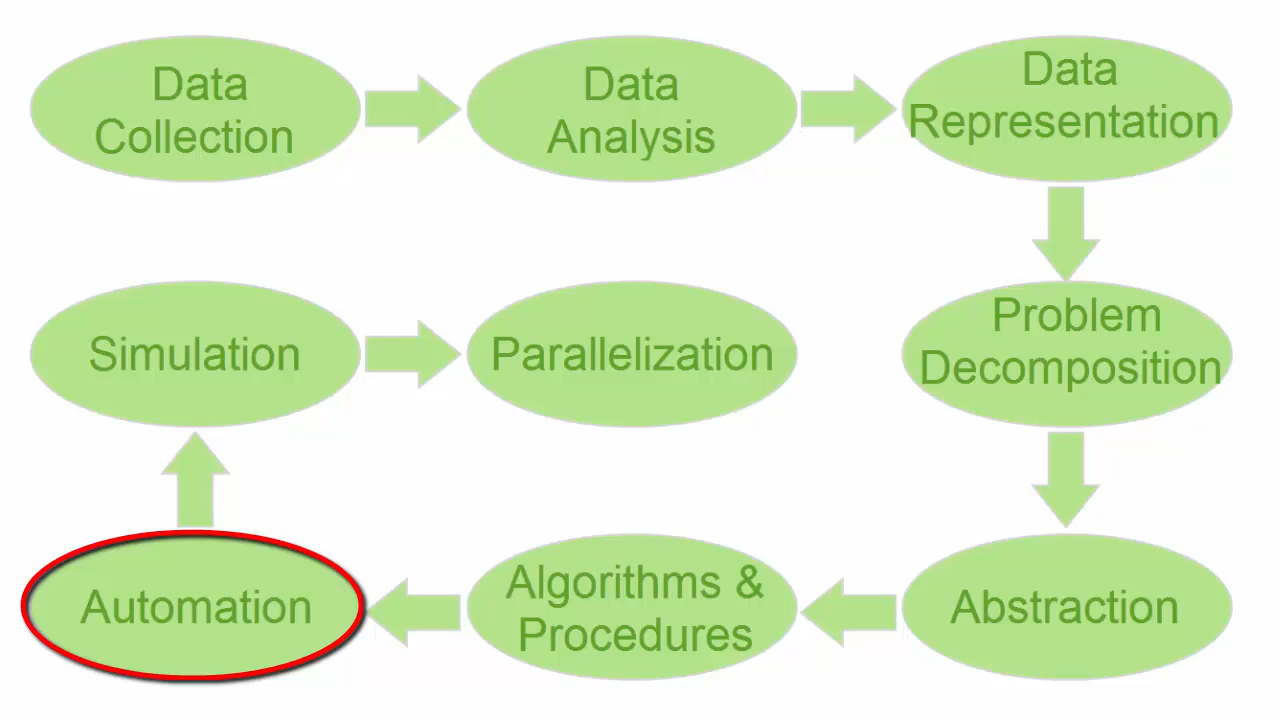 Data
Collection
Data
Analysis
Data
Representation
Problem
Decomposition
Abstraction
Algorithms &
Procedures
Automation
Simulation
Parallelization